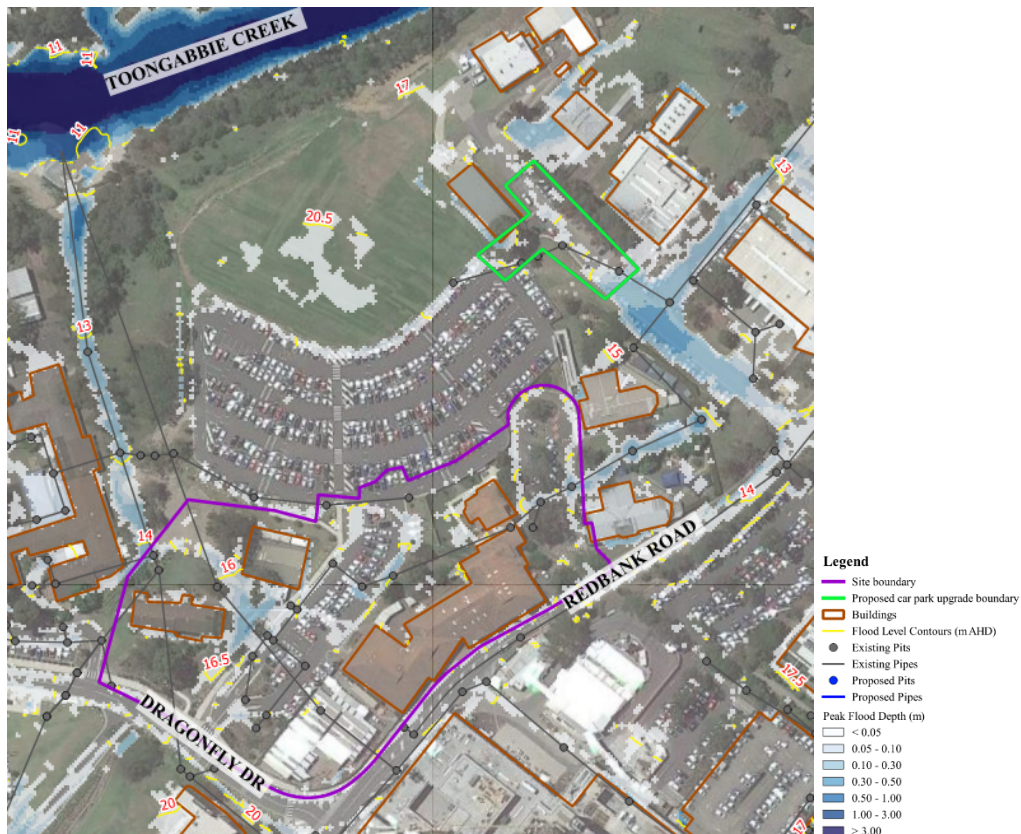 11
11
TOONGABBIE CREEK
17
11
11
13
20.5
13
15
14
14
16
REDBANK ROAD
16.5
17.5
DRAGONFLY DR
20
20
17
Legend
Site boundary
Proposed car park upgrade boundary
Buildings
Flood Level Contours (m AHD)
Existing Pits
Existing Pipes
Proposed Pits
Proposed Pipes
Peak Flood Depth (m)
< 0.05
0.05 - 0.10
0.10 - 0.30
0.30 - 0.50
0.50 - 1.00
1.00 - 3.00
> 3.00